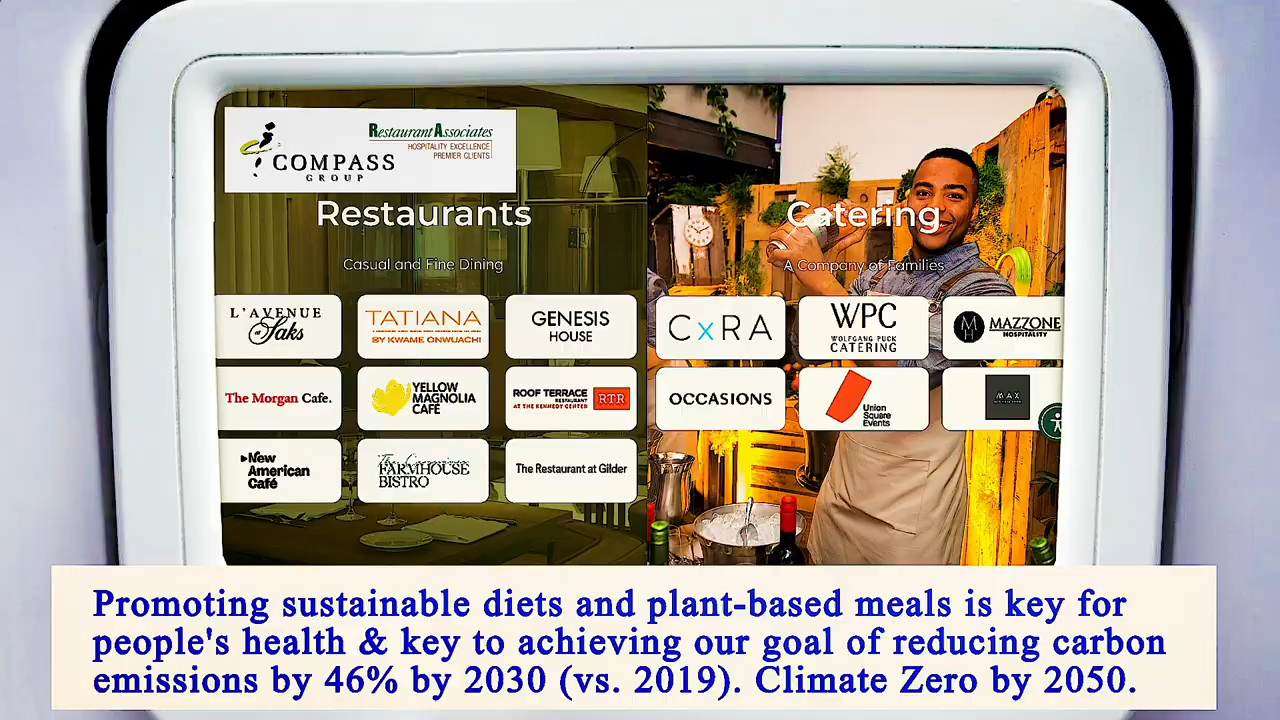 COMPASS
GROUP
Restaurant Associates
HOSPITALITY EXCELLENCE
PREMIER CLIENTS
Restaurants
Casual and Fine Dining
L'AVENUE
at Saks
TATIANA
BY KWAME ONWUACHI
GENESIS
HOUSE
The Morgan Cafe.
YELLOW
MAGNOLIA
CAFÉ
ROOF TERRACE
RESTAURANT
AT THE KENNEDY CENTER
RTR
New
American
Café
FARMHOUSE
BISTRO
The Restaurant at Gilder
Catering
A Company of Families
CxRA
WPC
WOLFGANG PUCK
CATERING
M
H
MAZZONE
HOSPITALITY
OCCASIONS
Union
Square
Events
MAX
Promoting sustainable diets and plant-based meals is key for
people's health & key to achieving our goal of reducing carbon
emissions by 46% by 2030 (vs. 2019). Climate Zero by 2050.